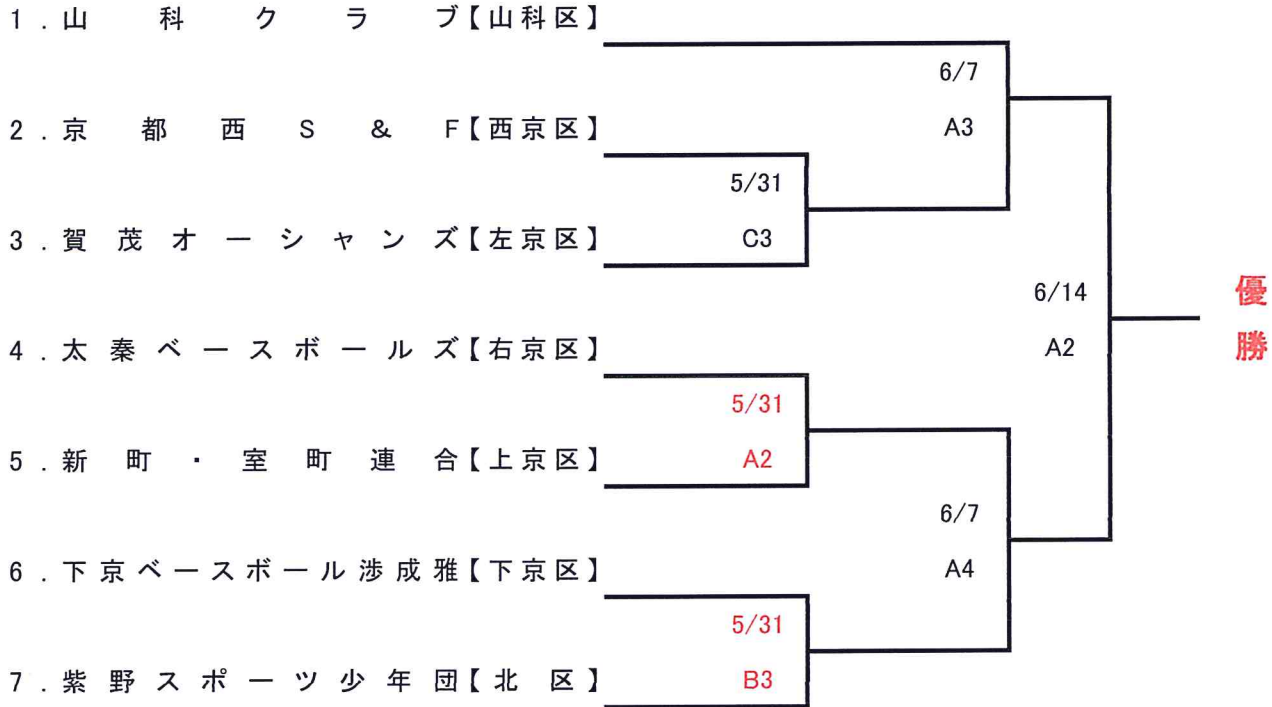 1．山科クラブ【山科区】
6/7
2．京都西S&F【西京区】
A3
5/31
3．賀茂オーシャンズ【左京区】
C3
6/14
優
4．太秦ベースボールズ【右京区】
A2
勝
5/31
5．新町・室町連合【上京区】
A2
6/7
6．下京ベースボール渉成雅【下京区】
A4
5/31
7．紫野スポーツ少年団【北区】
B3